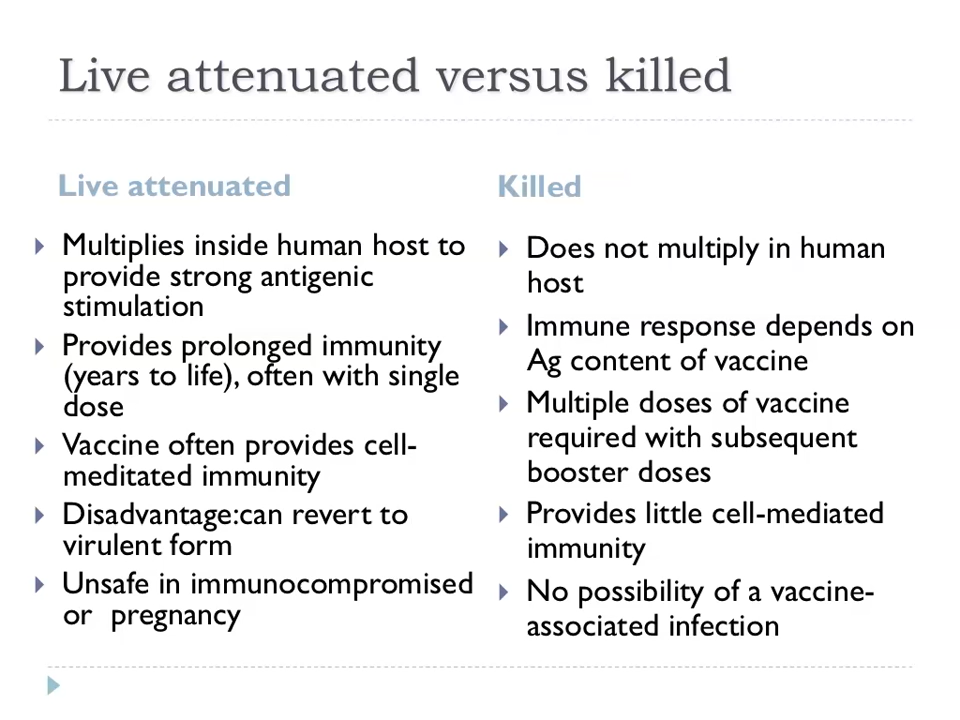 Live attenuated versus killed
Live attenuated
Multiplies inside human host to
provide strong antigenic
stimulation
Provides prolonged immunity
(years to life), often with single
dose
Vaccine often provides cell-
meditated immunity
Disadvantage:can revert to
virulent form
Unsafe in immunocompromised
or pregnancy
Killed
Does not multiply in human
host
Immune response depends on
Ag content of vaccine
Multiple doses of vaccine
required with subsequent
booster doses
Provides little cell-mediated
immunity
No possibility of a vaccine-
associated infection